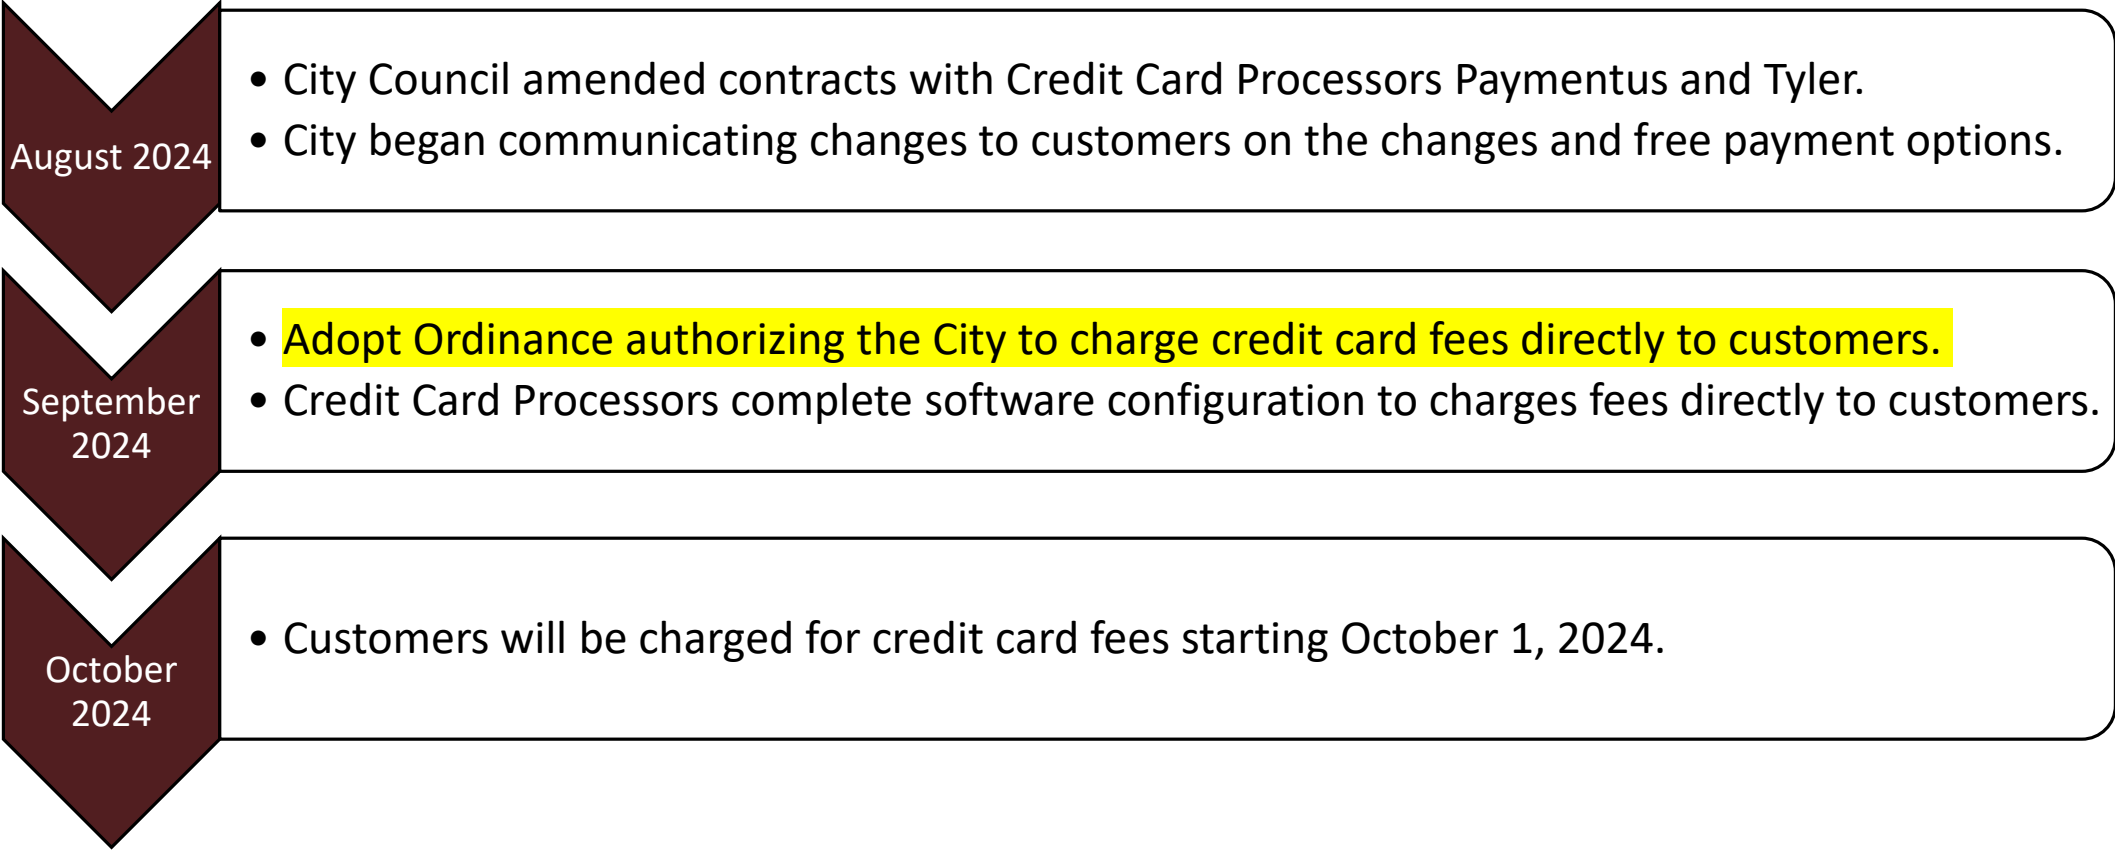 August 2024
• City Council amended contracts with Credit Card Processors Paymentus and Tyler.
• City began communicating changes to customers on the changes and free payment options.
September
2024
• Adopt Ordinance authorizing the City to charge credit card fees directly to customers.
• Credit Card Processors complete software configuration to charges fees directly to customers.
October
2024
• Customers will be charged for credit card fees starting October 1, 2024.